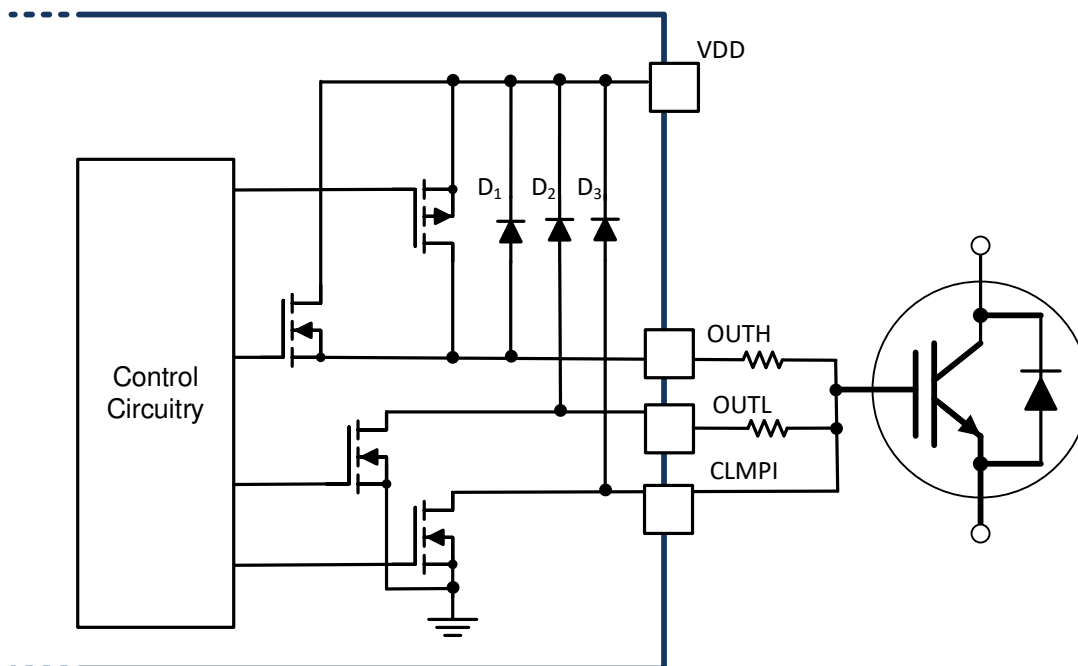 VDD
D1 D2 D3
OUTH
Control
Circuitry
OUTL
CLMPI